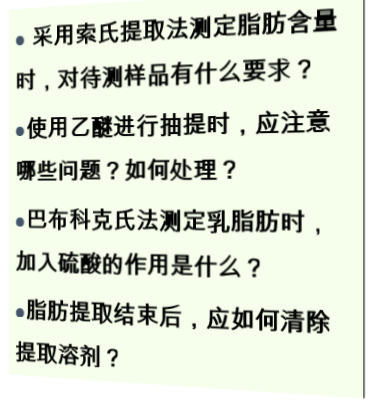 • 采用索氏提取法测定脂肪含量
时，对待测样品有什么要求？
•使用乙醚进行抽提时，应注意
哪些问题？如何处理？
•巴布科克氏法测定乳脂肪时，
加入硫酸的作用是什么？
•脂肪提取结束后，应如何清除
提取溶剂？